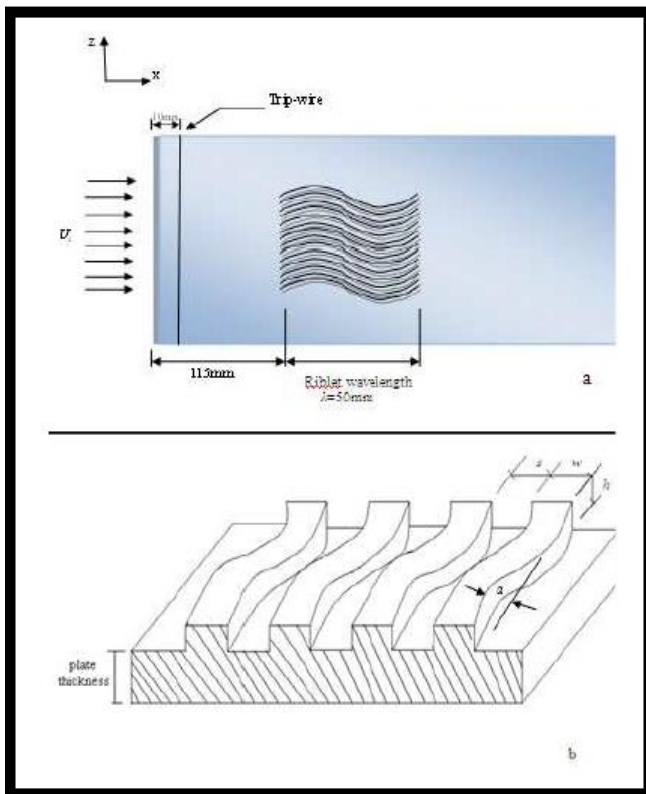 z
x
10mm
Trip-wire
115mm
Riblet wavelength
λ=50mm
a
s
w
h
a
plate
thickness
b